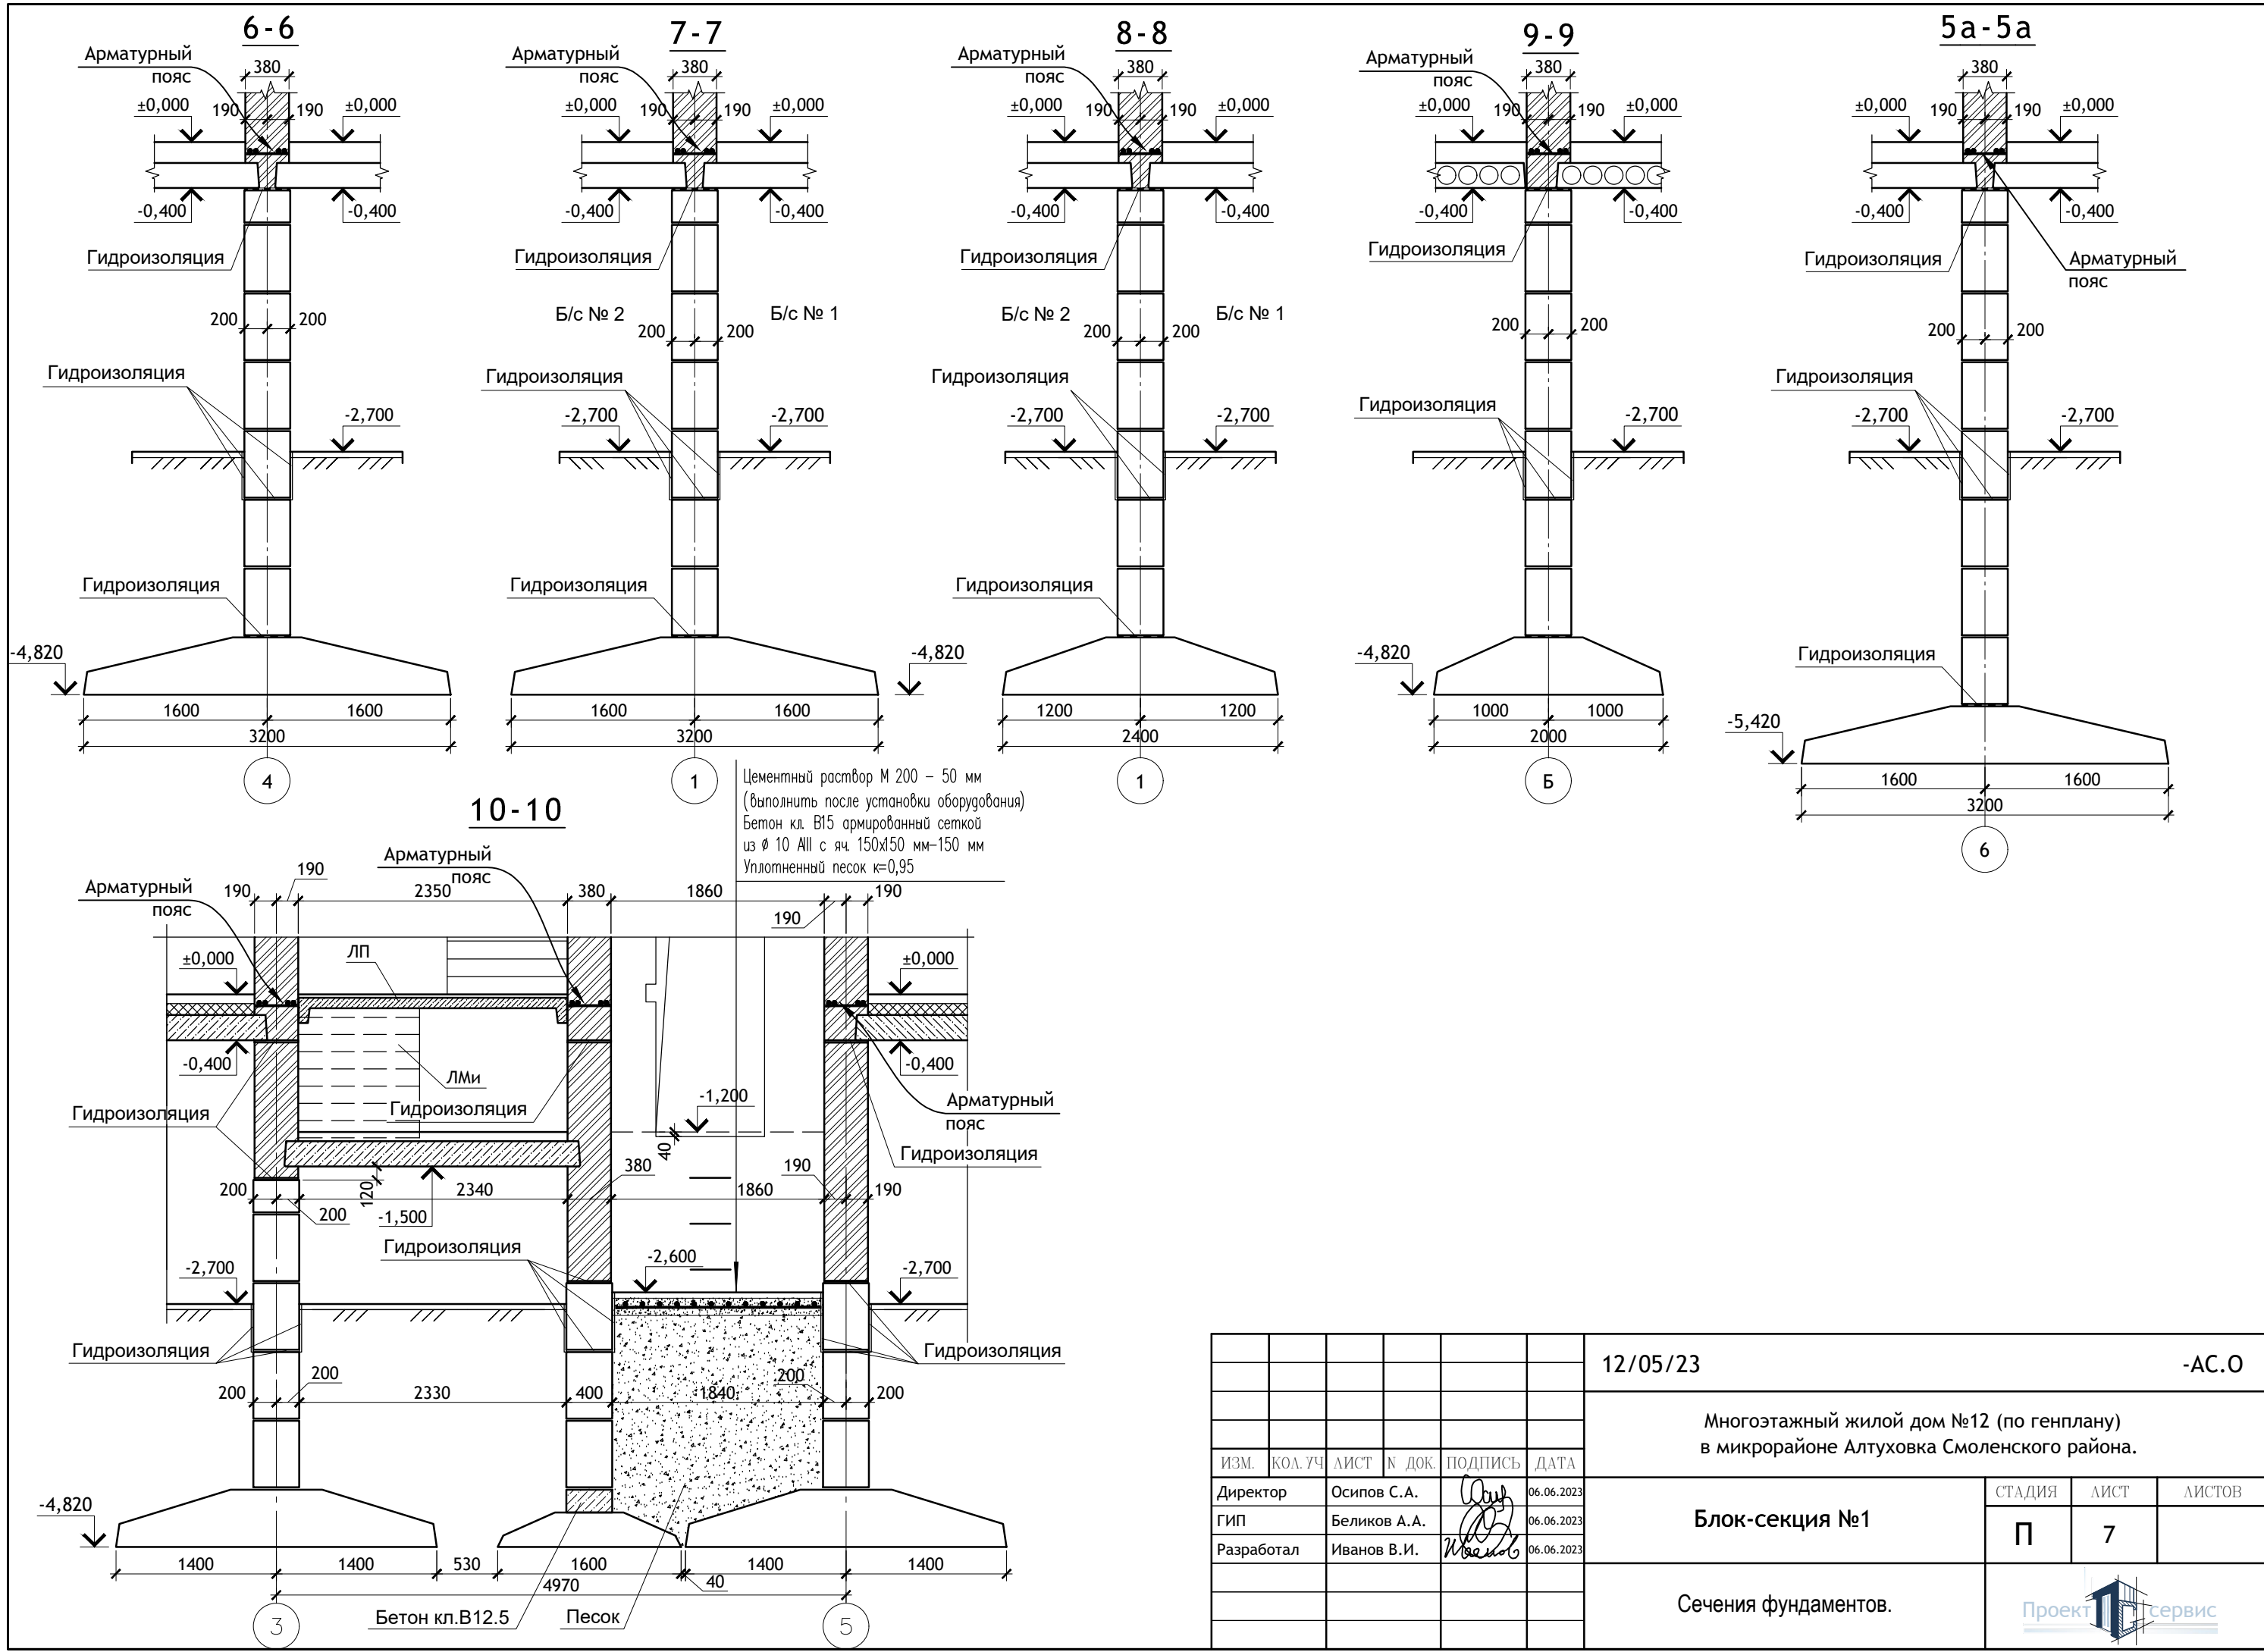 6-6
Арматурный
пояс
380
190
190
±0,000
±0,000
-0,400
-0,400
Гидроизоляция
200
200
Гидроизоляция
-2,700
Гидроизоляция
-4,820
1600
1600
3200
4
7-7
Арматурный
пояс
380
190
190
±0,000
±0,000
-0,400
-0,400
Гидроизоляция
Б/с № 2
Б/с № 1
200
200
Гидроизоляция
-2,700
-2,700
Гидроизоляция
-4,820
1600
1600
3200
1
8-8
Арматурный
пояс
380
190
190
±0,000
±0,000
-0,400
-0,400
Гидроизоляция
Б/с № 2
Б/с № 1
200
200
Гидроизоляция
-2,700
-2,700
Гидроизоляция
1200
1200
2400
1
9-9
Арматурный
пояс
380
190
190
±0,000
±0,000
-0,400
-0,400
Гидроизоляция
200
200
Гидроизоляция
-2,700
-4,820
1000
1000
2000
Б
5а-5а
380
190
190
±0,000
±0,000
-0,400
-0,400
Гидроизоляция
Арматурный
пояс
200
200
Гидроизоляция
-2,700
-2,700
Гидроизоляция
-5,420
1600
1600
3200
6
10-10
Цементный раствор М 200 – 50 мм
(выполнить после установки оборудования)
Бетон кл. В15 армированный сеткой
из ø 10 АIII с яч. 150х150 мм–150 мм
Уплотненный песок к=0,95
Арматурный
пояс
Арматурный
пояс
190
190
2350
380
1860
190
190
±0,000
ЛП
±0,000
-0,400
ЛМи
-0,400
Гидроизоляция
Гидроизоляция
-1,200
40
Арматурный
пояс
Гидроизоляция
200
200
120
2340
-1,500
380
1860
190
190
Гидроизоляция
-2,600
-2,700
-2,700
Гидроизоляция
Гидроизоляция
200
200
2330
400
1840
200
200
-4,820
1400
1400
530
1600
40
1400
1400
4970
Бетон кл.В12.5
Песок
3
5
12/05/23 -АС.О
Многоэтажный жилой дом №12 (по генплану)
в микрорайоне Алтуховка Смоленского района.
ИЗМ. КОЛ.УЧ ЛИСТ N ДОК. ПОДПИСЬ ДАТА
Директор Осипов С.А. 06.06.2023
ГИП Беликов А.А. 06.06.2023
Разработал Иванов В.И. 06.06.2023
Блок-секция №1
СТАДИЯ ЛИСТ ЛИСТОВ
П 7
Сечения фундаментов.
Проект ПС сервис